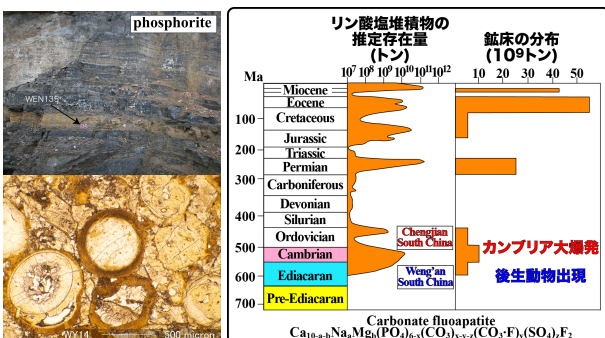 phosphorite
WEN135
WY14
500 micron
リン酸塩堆積物の
推定存在量
(トン)
鉱床の分布
(10⁹トン)
Ma
10⁷ 10⁸ 10⁹ 10¹⁰ 10¹¹ 10¹²
10 30 50
Miocene
Eocene
100
Cretaceous
Jurassic
200
Triassic
Permian
300
Carboniferous
Devonian
400
Silurian
Ordovician
Chengjian
South China
500
Cambrian
カンブリア大爆発
600
Ediacaran
Weng'an
South China
後生動物出現
700
Pre-Ediacaran
Carbonate fluoapatite
Ca₁₀₋ₐ₋bNaₐMgb(PO₄)₆₋ₓ(CO₃)ₓ₋y₋z(CO₃·F)y(SO₄)zF₂